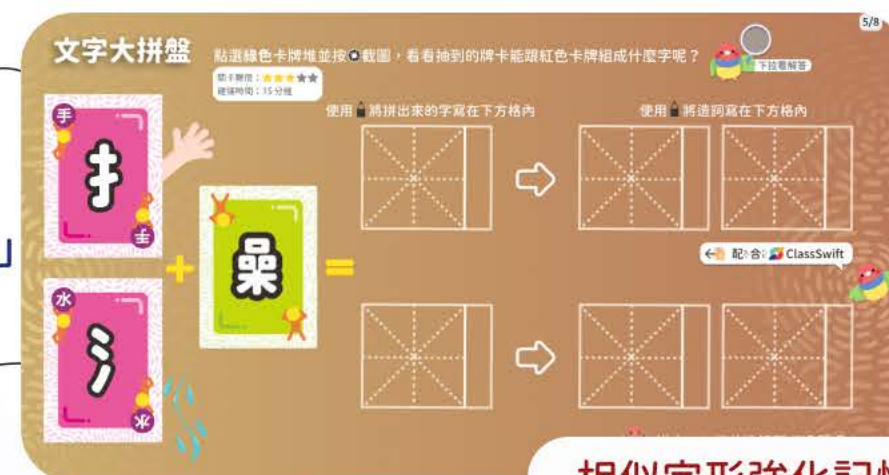 5/8
文字大拼盤
點選綠色卡牌堆並按截圖，看看抽到的牌卡能跟紅色卡牌組成什麼字呢？
下拉看解答
關卡難度：★★★★★
建議時間：15分鐘
使用將拼出來的字寫在下方格內
使用將造詞寫在下方格內
手
扌
手
+
喿
=
配合 ClassSwift
」
水
氵
水
相似字形強化記憶